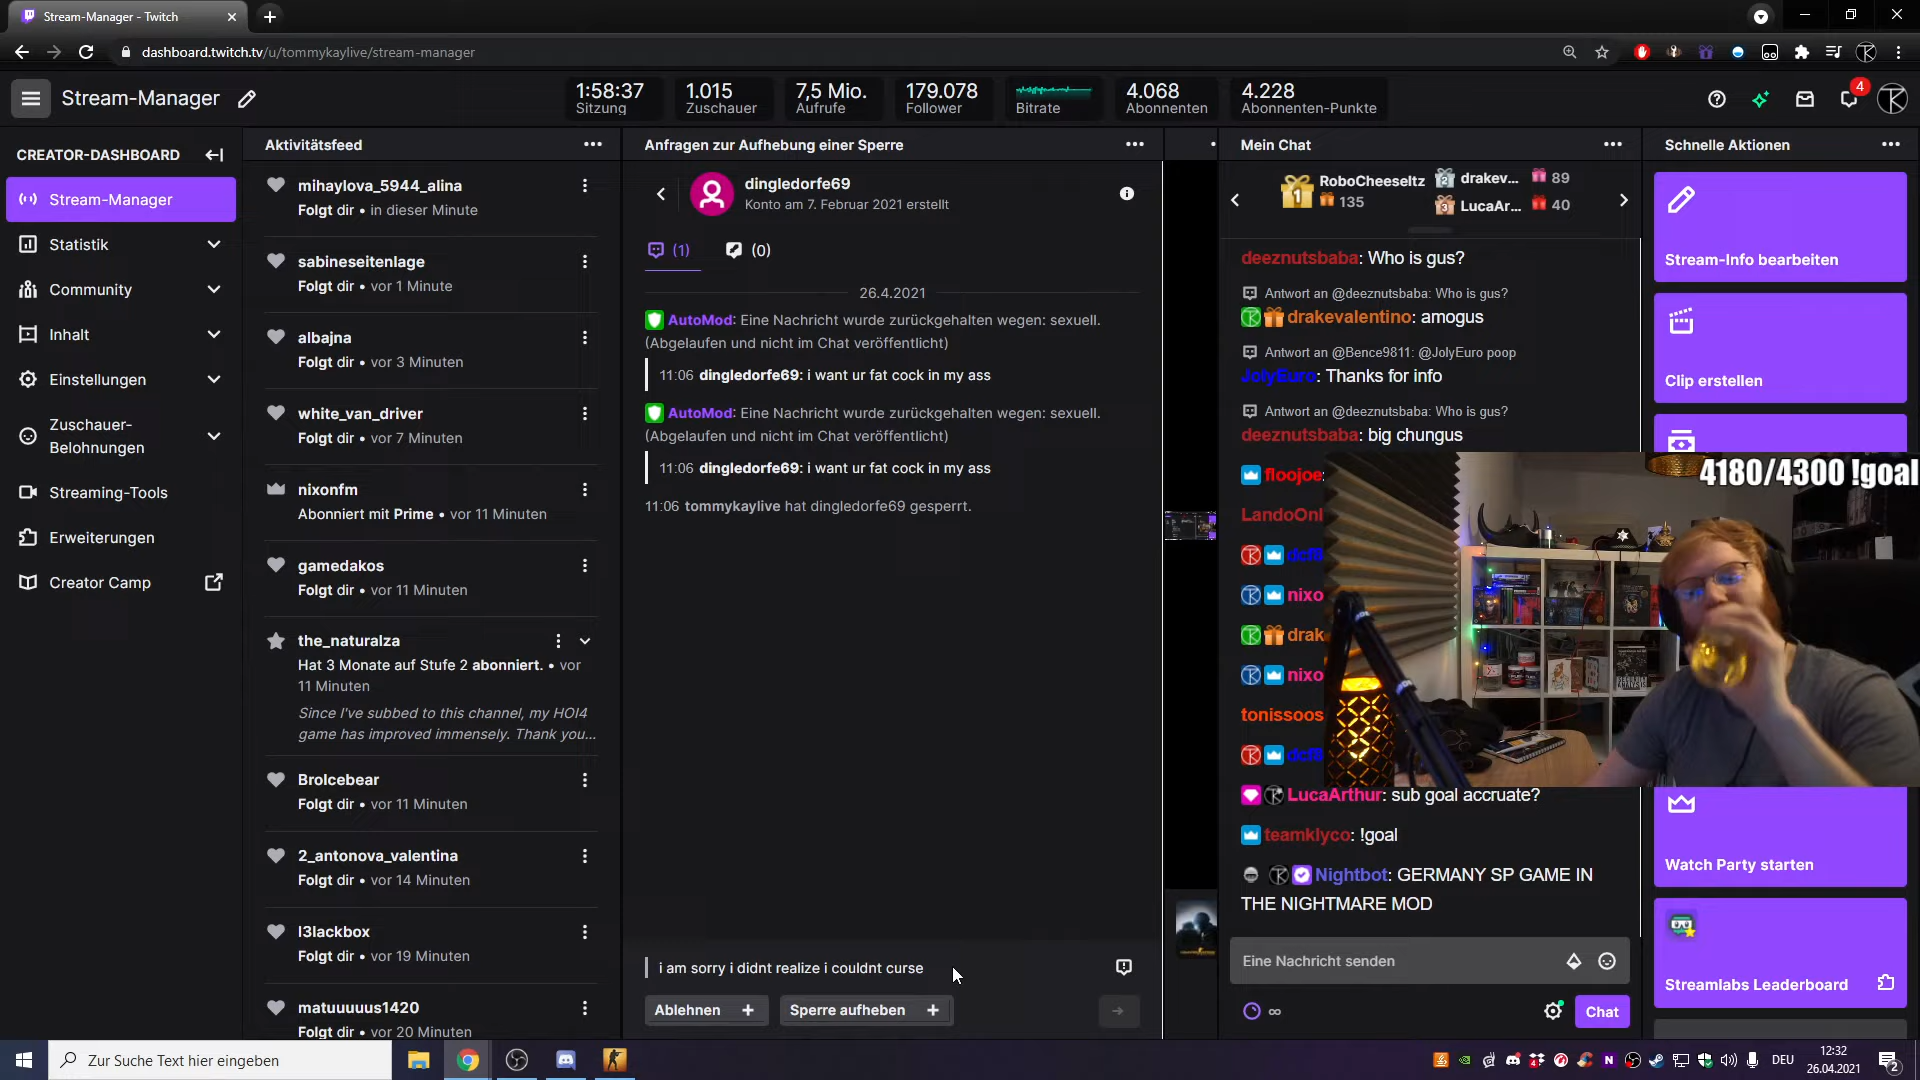 Stream-Manager - Twitch
dashboard.twitch.tv/u/tommykaylive/stream-manager
Stream-Manager
1:58:37
Sitzung
1.015
Zuschauer
7,5 Mio.
Aufrufe
179.078
Follower
Bitrate
4.068
Abonnenten
4.228
Abonnenten-Punkte
4
CREATOR-DASHBOARD
Stream-Manager
Statistik
Community
Inhalt
Einstellungen
Zuschauer-
Belohnungen
Streaming-Tools
Erweiterungen
Creator Camp
Aktivitätsfeed
mihaylova_5944_alina
Folgt dir • in dieser Minute
sabineseitenlage
Folgt dir • vor 1 Minute
albajna
Folgt dir • vor 3 Minuten
white_van_driver
Folgt dir • vor 7 Minuten
nixonfm
Abonniert mit Prime • vor 11 Minuten
gamedakos
Folgt dir • vor 11 Minuten
the_naturalza
Hat 3 Monate auf Stufe 2 abonniert. • vor
11 Minuten
Since I've subbed to this channel, my HOI4
game has improved immensely. Thank you...
Brolcebear
Folgt dir • vor 11 Minuten
2_antonova_valentina
Folgt dir • vor 14 Minuten
l3lackbox
Folgt dir • vor 19 Minuten
matuuuuus1420
Folgt dir • vor 20 Minuten
Anfragen zur Aufhebung einer Sperre
dingledorfe69
Konto am 7. Februar 2021 erstellt
(1)
(0)
26.4.2021
AutoMod: Eine Nachricht wurde zurückgehalten wegen: sexuell.
(Abgelaufen und nicht im Chat veröffentlicht)
11:06 dingledorfe69: i want ur fat cock in my ass
AutoMod: Eine Nachricht wurde zurückgehalten wegen: sexuell.
(Abgelaufen und nicht im Chat veröffentlicht)
11:06 dingledorfe69: i want ur fat cock in my ass
11:06 tommykaylive hat dingledorfe69 gesperrt.
i am sorry i didnt realize i couldnt curse
Ablehnen
Sperre aufheben
Mein Chat
1
RoboCheeseltz
135
2
drakev...
89
3
LucaAr...
40
deeznutsbaba: Who is gus?
Antwort an @deeznutsbaba: Who is gus?
drakevalentino: amogus
Antwort an @Bence9811: @JolyEuro poop
JolyEuro: Thanks for info
Antwort an @deeznutsbaba: Who is gus?
deeznutsbaba: big chungus
floojoe:
LandoOnl
nixo
drak
nixo
tonissoos
LucaArthur: sub goal accruate?
teamklyco: !goal
Nightbot: GERMANY SP GAME IN
THE NIGHTMARE MOD
Eine Nachricht senden
∞
Chat
Schnelle Aktionen
Stream-Info bearbeiten
Clip erstellen
4180/4300 !goal
Watch Party starten
Streamlabs Leaderboard
Zur Suche Text hier eingeben
DEU
12:32
26.04.2021
2